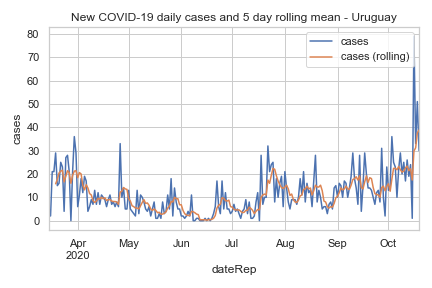 New COVID-19 daily cases and 5 day rolling mean - Uruguay
cases
cases (rolling)
80
70
60
50
40
30
20
10
0
cases
Apr
2020
May
Jun
Jul
Aug
Sep
Oct
dateRep